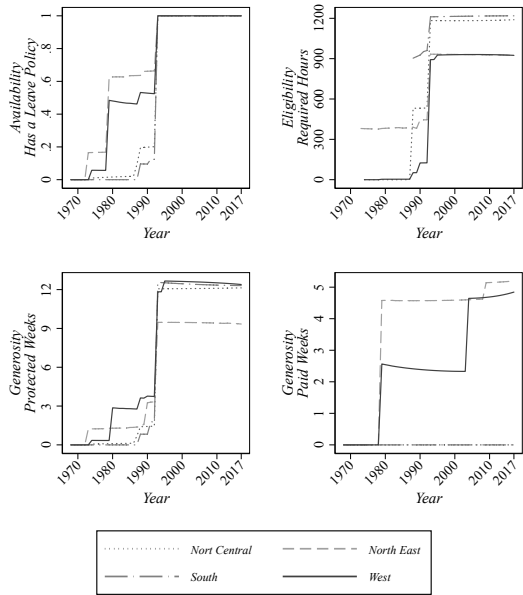 Availability
Has a Leave Policy
0 .2 .4 .6 .8 1
1970 1980 1990 2000 2010 2017
Year
Eligibility
Required Hours
0 300 600 900 1200
1970 1980 1990 2000 2010 2017
Year
Generosity
Protected Weeks
0 3 6 9 12
1970 1980 1990 2000 2010 2017
Year
Generosity
Paid Weeks
0 1 2 3 4 5
1970 1980 1990 2000 2010 2017
Year
Nort Central
North East
South
West